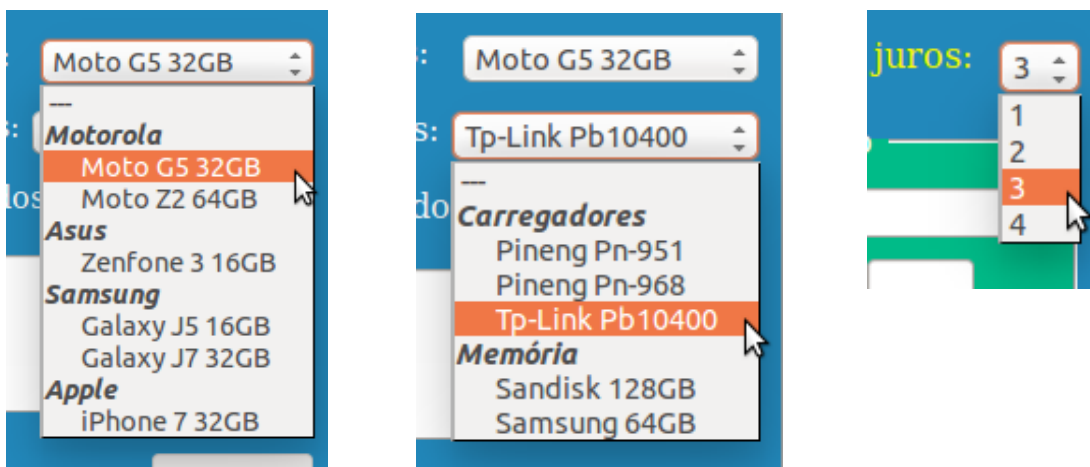 Moto G5 32GB
---
Motorola
Moto G5 32GB
Moto Z2 64GB
Asus
Zenfone 3 16GB
Samsung
Galaxy J5 16GB
Galaxy J7 32GB
Apple
iPhone 7 32GB
Moto G5 32GB
s: Tp-Link Pb10400
---
Carregadores
Pineng Pn-951
Pineng Pn-968
Tp-Link Pb10400
Memória
Sandisk 128GB
Samsung 64GB
juros: 3
1
2
3
4